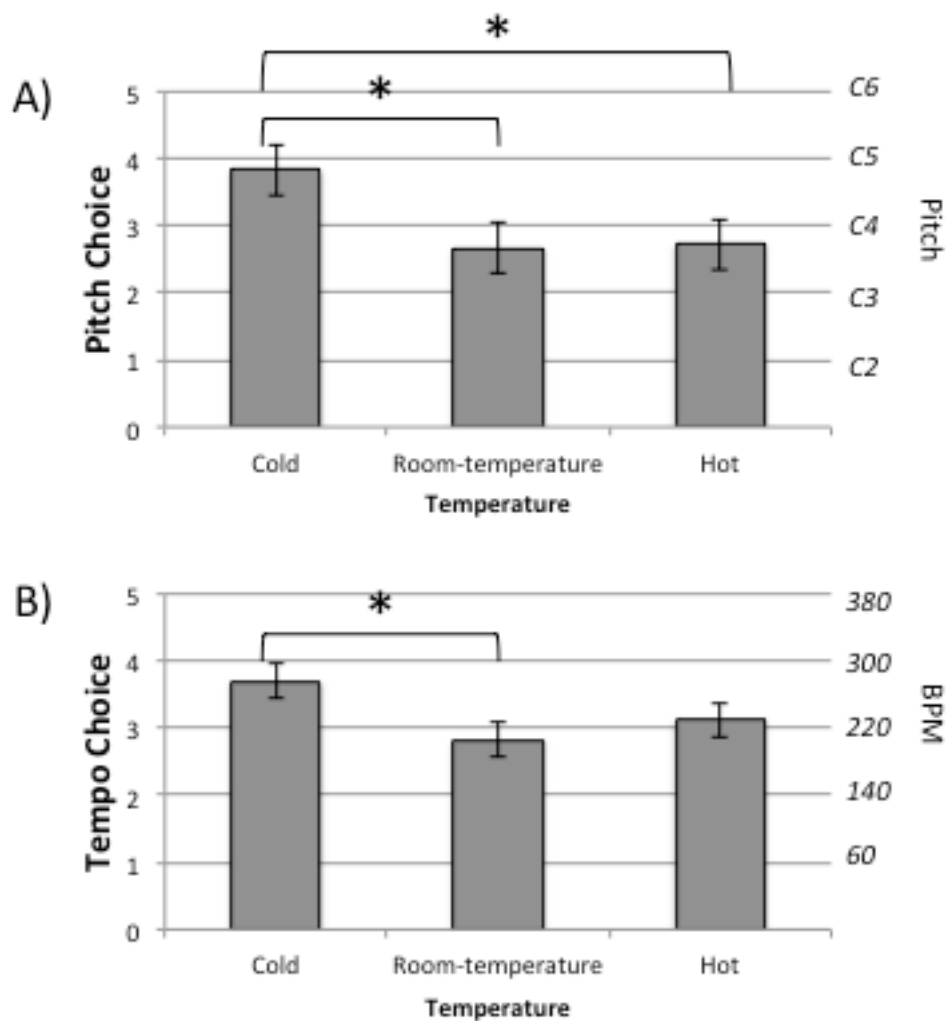 *
A)
*
5
4
3
2
1
0
Pitch Choice
C6
C5
C4
C3
C2
Pitch
Cold Room-temperature Hot
Temperature
B)
*
5
4
3
2
1
0
Tempo Choice
380
300
220
140
60
BPM
Cold Room-temperature Hot
Temperature